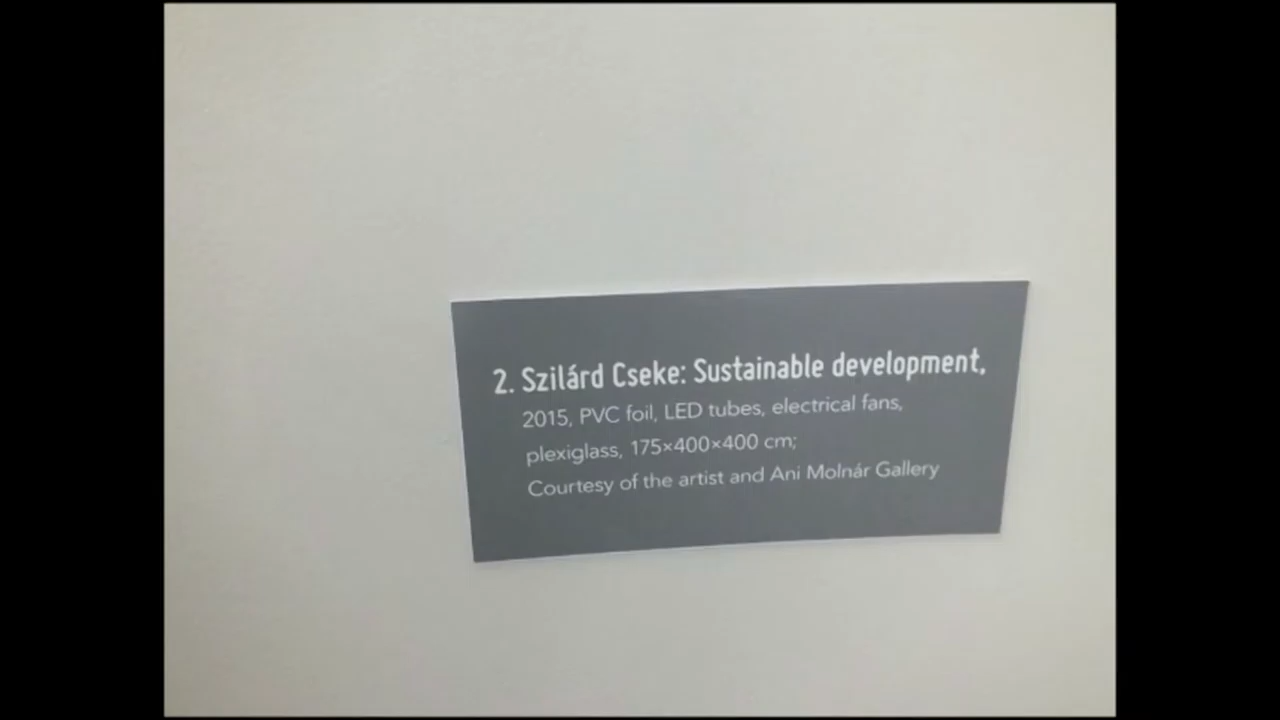 2. Szilárd Cseke: Sustainable development,
2015, PVC foil, LED tubes, electrical fans,
plexiglass, 175×400×400 cm;
Courtesy of the artist and Ani Molnár Gallery